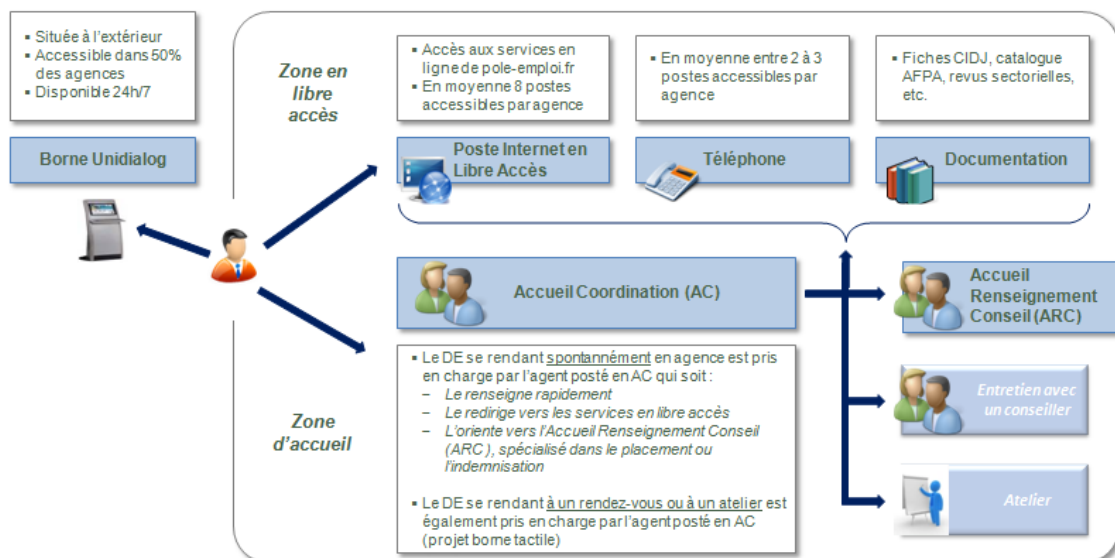 ▪ Située à l'extérieur
▪ Accessible dans 50%
des agences
▪ Disponible 24h/7
Borne Unidialog
Zone en
libre
accès
▪ Accès aux services en
ligne de pole-emploi.fr
▪ En moyenne 8 postes
accessibles par agence
Poste Internet en
Libre Accès
▪ En moyenne entre 2 à 3
postes accessibles par
agence
Téléphone
▪ Fiches CIDJ, catalogue
AFPA, revus sectorielles,
etc.
Documentation
Accueil Coordination (AC)
Accueil
Renseignement
Conseil (ARC)
Zone
d'accueil
▪ Le DE se rendant spontannément en agence est pris
en charge par l'agent posté en AC qui soit :
– Le renseigne rapidement
– Le redirige vers les services en libre accès
– L'oriente vers l'Accueil Renseignement Conseil
(ARC ), spécialisé dans le placement ou
l'indemnisation
▪ Le DE se rendant à un rendez-vous ou à un atelier est
également pris en charge par l'agent posté en AC
(projet borne tactile)
Entretien avec
un conseiller
Atelier